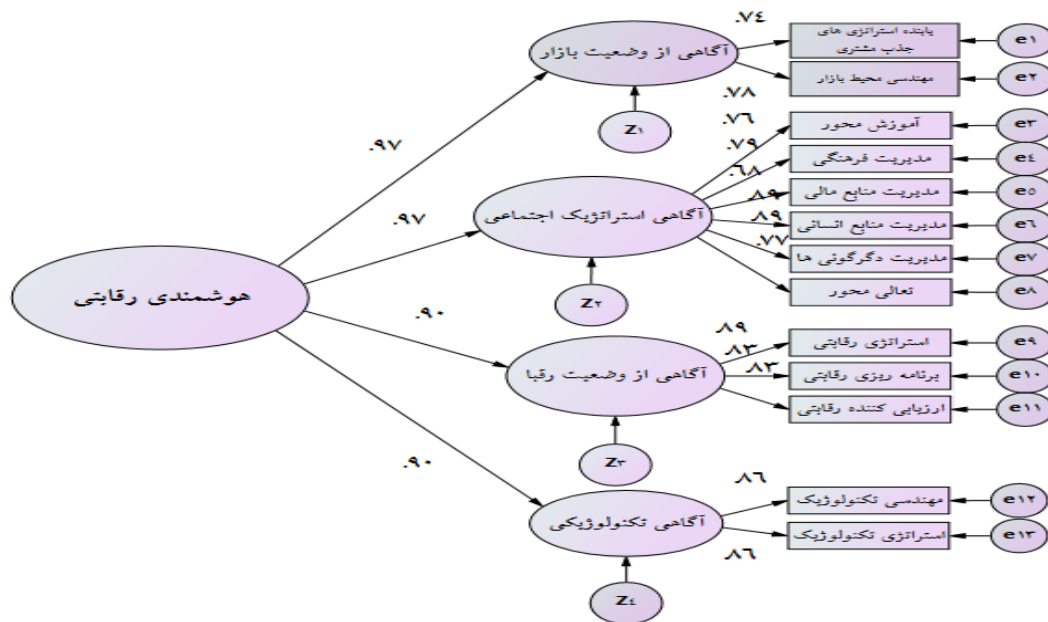 .۷۴
یابنده استراتژی های
جذب مشتری
e۱
آگاهی از وضعیت بازار
مهندسی محیط بازار
e۲
.۷۸
Z۱
.۷۶
آموزش محور
e۳
.۹۷
.۷۹
مدیریت فرهنگی
e۴
.۶۸
مدیریت منابع مالی
e۵
.۸۹
آگاهی استراتژیک اجتماعی
.۹۷
.۸۹
مدیریت منابع انسانی
e۶
.۷۷
مدیریت دگرگونی ها
e۷
هوشمندی رقابتی
Z۲
تعالی محور
e۸
.۹۰
.۸۹
استراتژی رقابتی
e۹
.۸۳
آگاهی از وضعیت رقبا
.۸۳
برنامه ریزی رقابتی
e۱۰
ارزیابی کننده رقابتی
e۱۱
.۹۰
Z۳
.۸۶
مهندسی تکنولوژیک
e۱۲
آگاهی تکنولوژیکی
استراتژی تکنولوژیک
e۱۳
.۸۶
Z٤